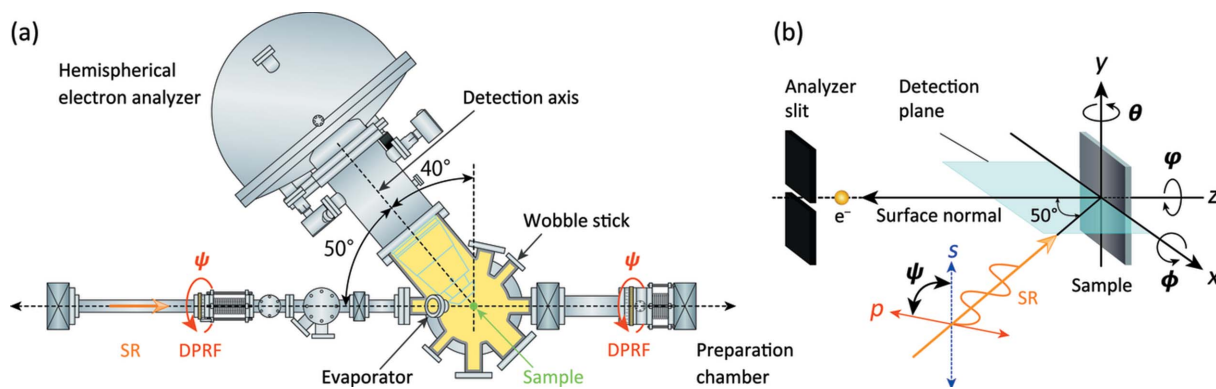 (a)
Hemispherical
electron analyzer
Detection axis
40°
50°
Wobble stick
ψ
ψ
SR
DPRF
Evaporator
Sample
DPRF
Preparation
chamber
(b)
Analyzer
slit
Detection
plane
y
θ
φ
z
e⁻
Surface normal
50°
s
ψ
SR
p
Sample
ϕ
x